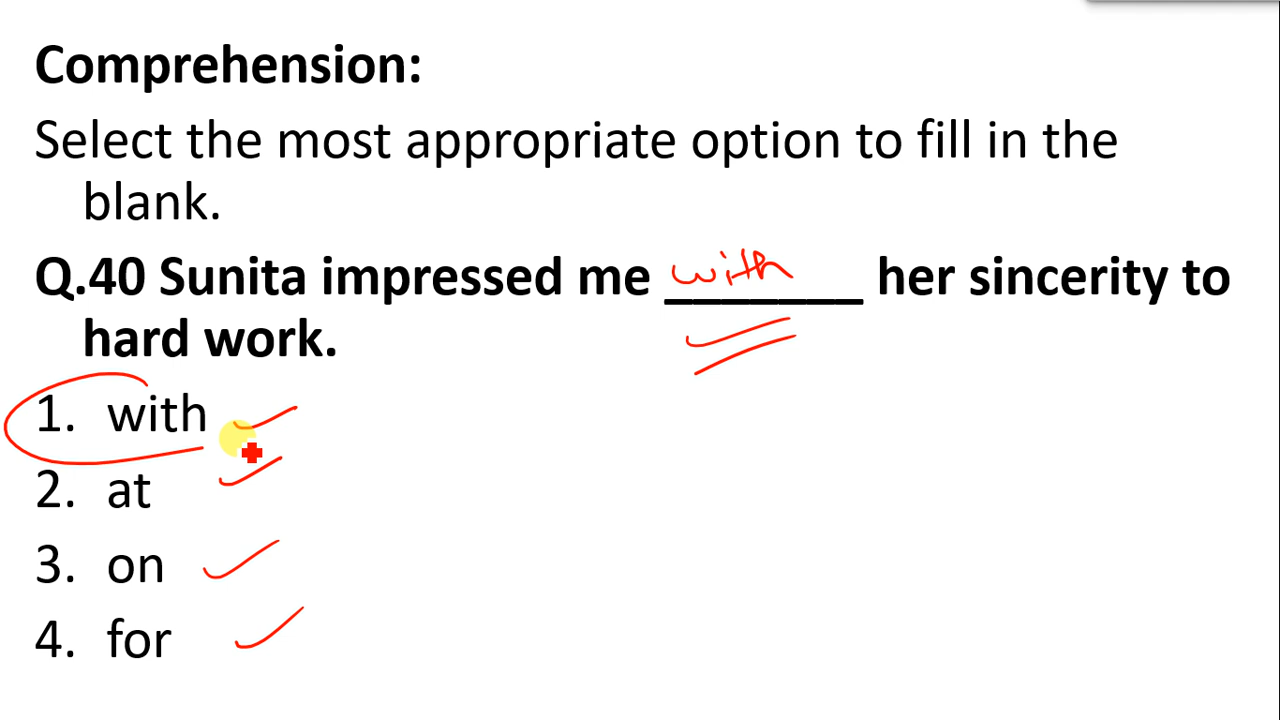 Comprehension:
Select the most appropriate option to fill in the
blank.
Q.40 Sunita impressed me with _______ her sincerity to
hard work.
1. with
2. at
3. on
4. for